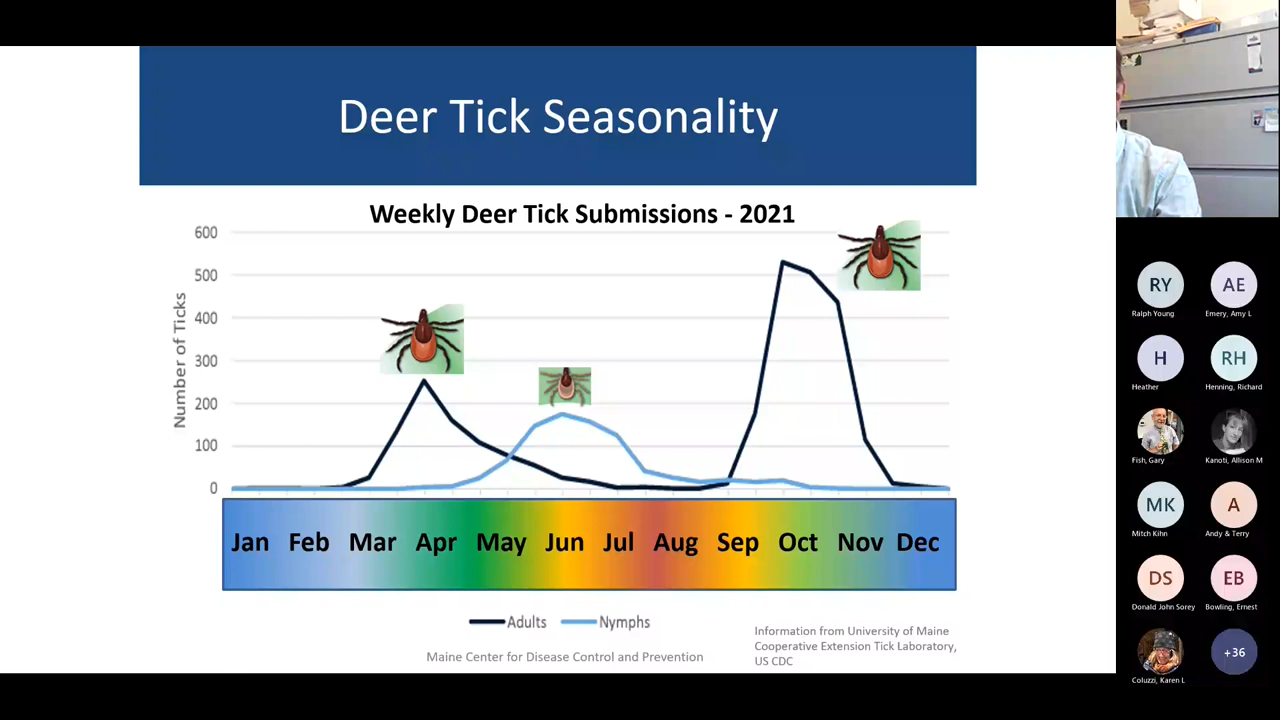 Deer Tick Seasonality
Weekly Deer Tick Submissions - 2021
Number of Ticks
600
500
400
300
200
100
0
Jan Feb Mar Apr May Jun Jul Aug Sep Oct Nov Dec
Adults Nymphs
Maine Center for Disease Control and Prevention
Information from University of Maine
Cooperative Extension Tick Laboratory,
US CDC
RY AE
Ralph Young Emery, Amy L
H RH
Heather Henning, Richard
Fish, Gary Kanoti, Allison M
MK A
Mitch Kihn Andy & Terry
DS EB
Donald John Sorey Bowling, Ernest
+36
Coluzzi, Karen L